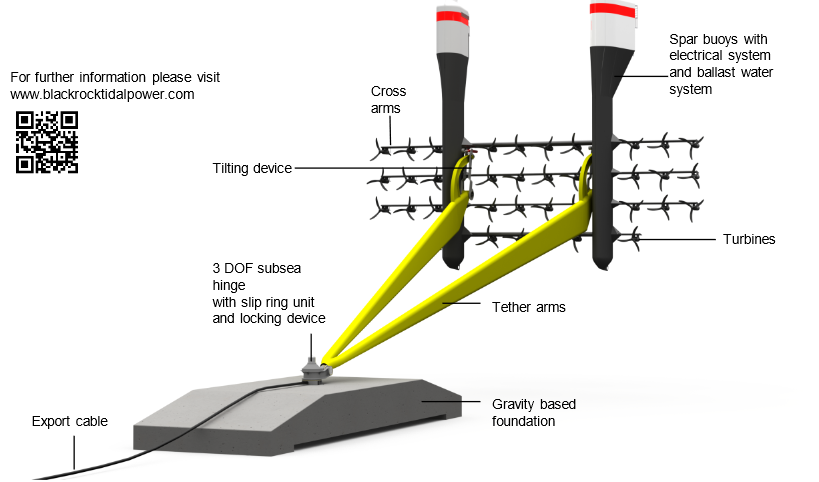 For further information please visit
www.blackrocktidalpower.com
Spar buoys with
electrical system
and ballast water
system
Cross
arms
Tilting device
Turbines
3 DOF subsea
hinge
with slip ring unit
and locking device
Tether arms
Gravity based
foundation
Export cable